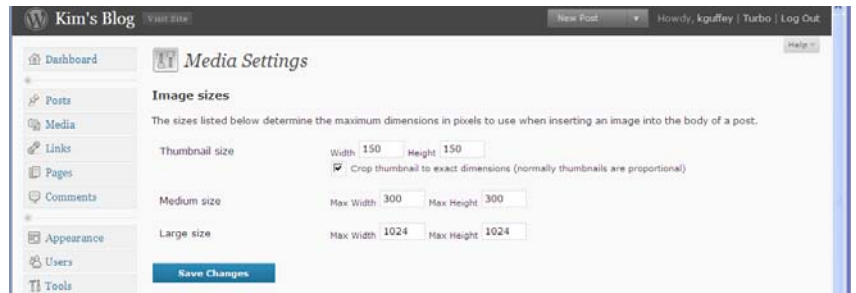 Kim's Blog Visit Site New Post Howdy, kguffey | Turbo | Log Out
Help
Dashboard
Media Settings
Posts
Image sizes
Media
The sizes listed below determine the maximum dimensions in pixels to use when inserting an image into the body of a post.
Links
Thumbnail size Width 150 Height 150
Pages
Crop thumbnail to exact dimensions (normally thumbnails are proportional)
Comments
Medium size Max Width 300 Max Height 300
Appearance
Large size Max Width 1024 Max Height 1024
Users
Save Changes
Tools